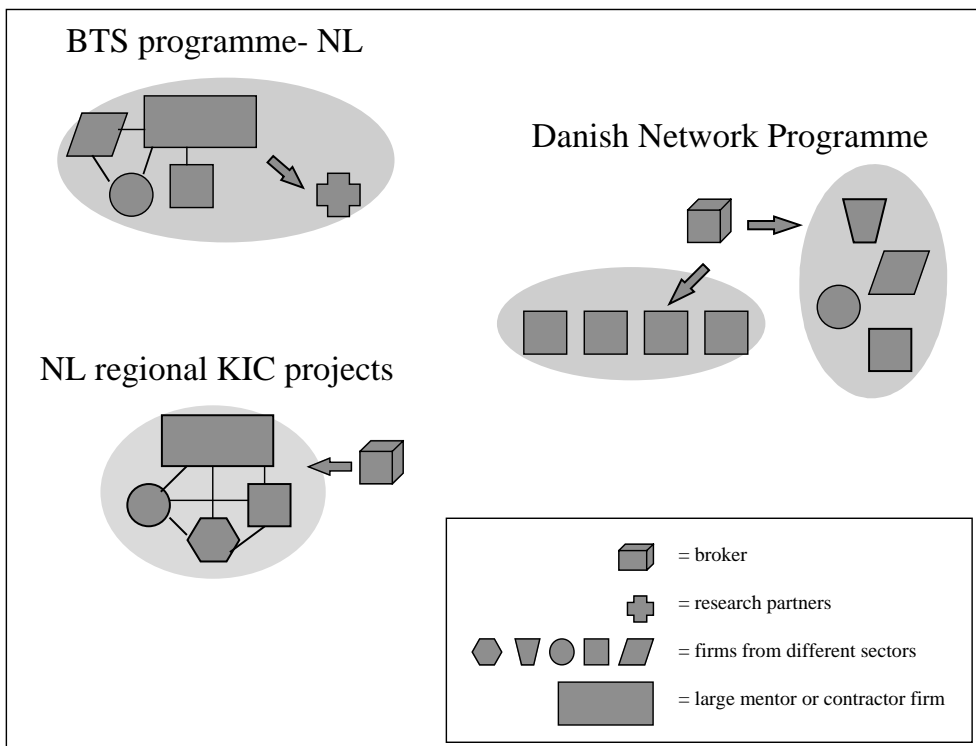 BTS programme- NL
Danish Network Programme
NL regional KIC projects
= broker
= research partners
= firms from different sectors
= large mentor or contractor firm